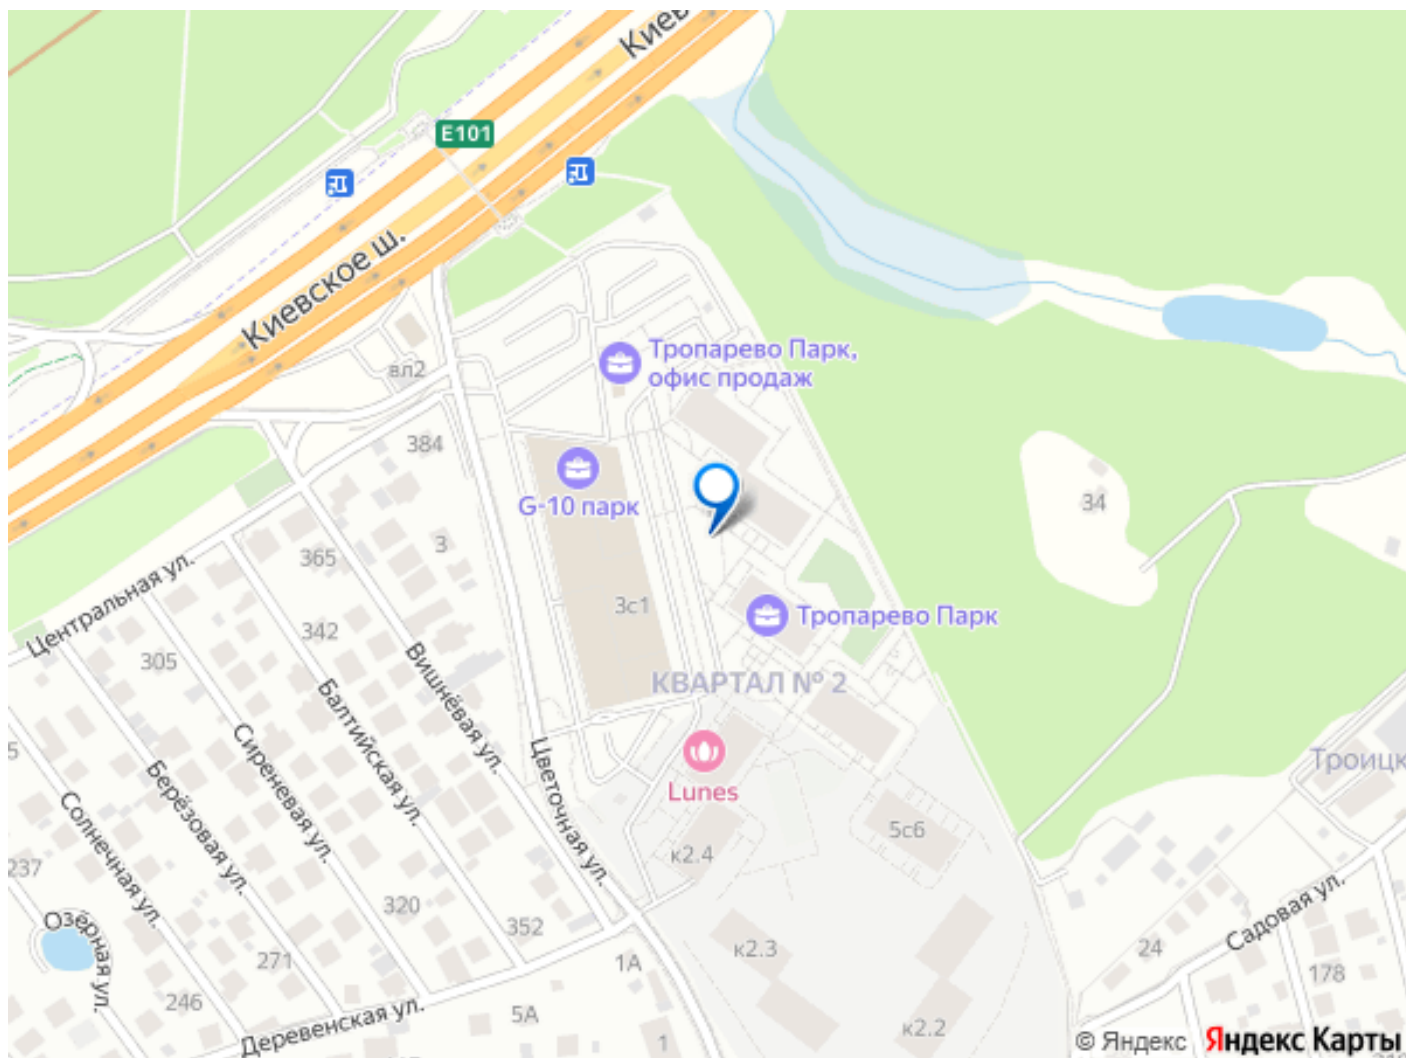 Киев
E101
Киевское ш.
Тропарево Парк,
офис продаж
вл2
384
G-10 парк
34
3
365
Центральная ул.
3с1
342
Тропарево Парк
305
Вишнёвая ул.
КВАРТАЛ № 2
Балтийская ул.
Сиреневая ул.
Цветочная ул.
5
Берёзовая ул.
Lunes
Троицк
Солнечная ул.
5с6
к2.4
237
320
Озёрная ул.
352
Садовая ул.
к2.3
24
271
1А
178
246
Деревенская ул.
5А
к2.2
1
© Яндекс
Яндекс Карты